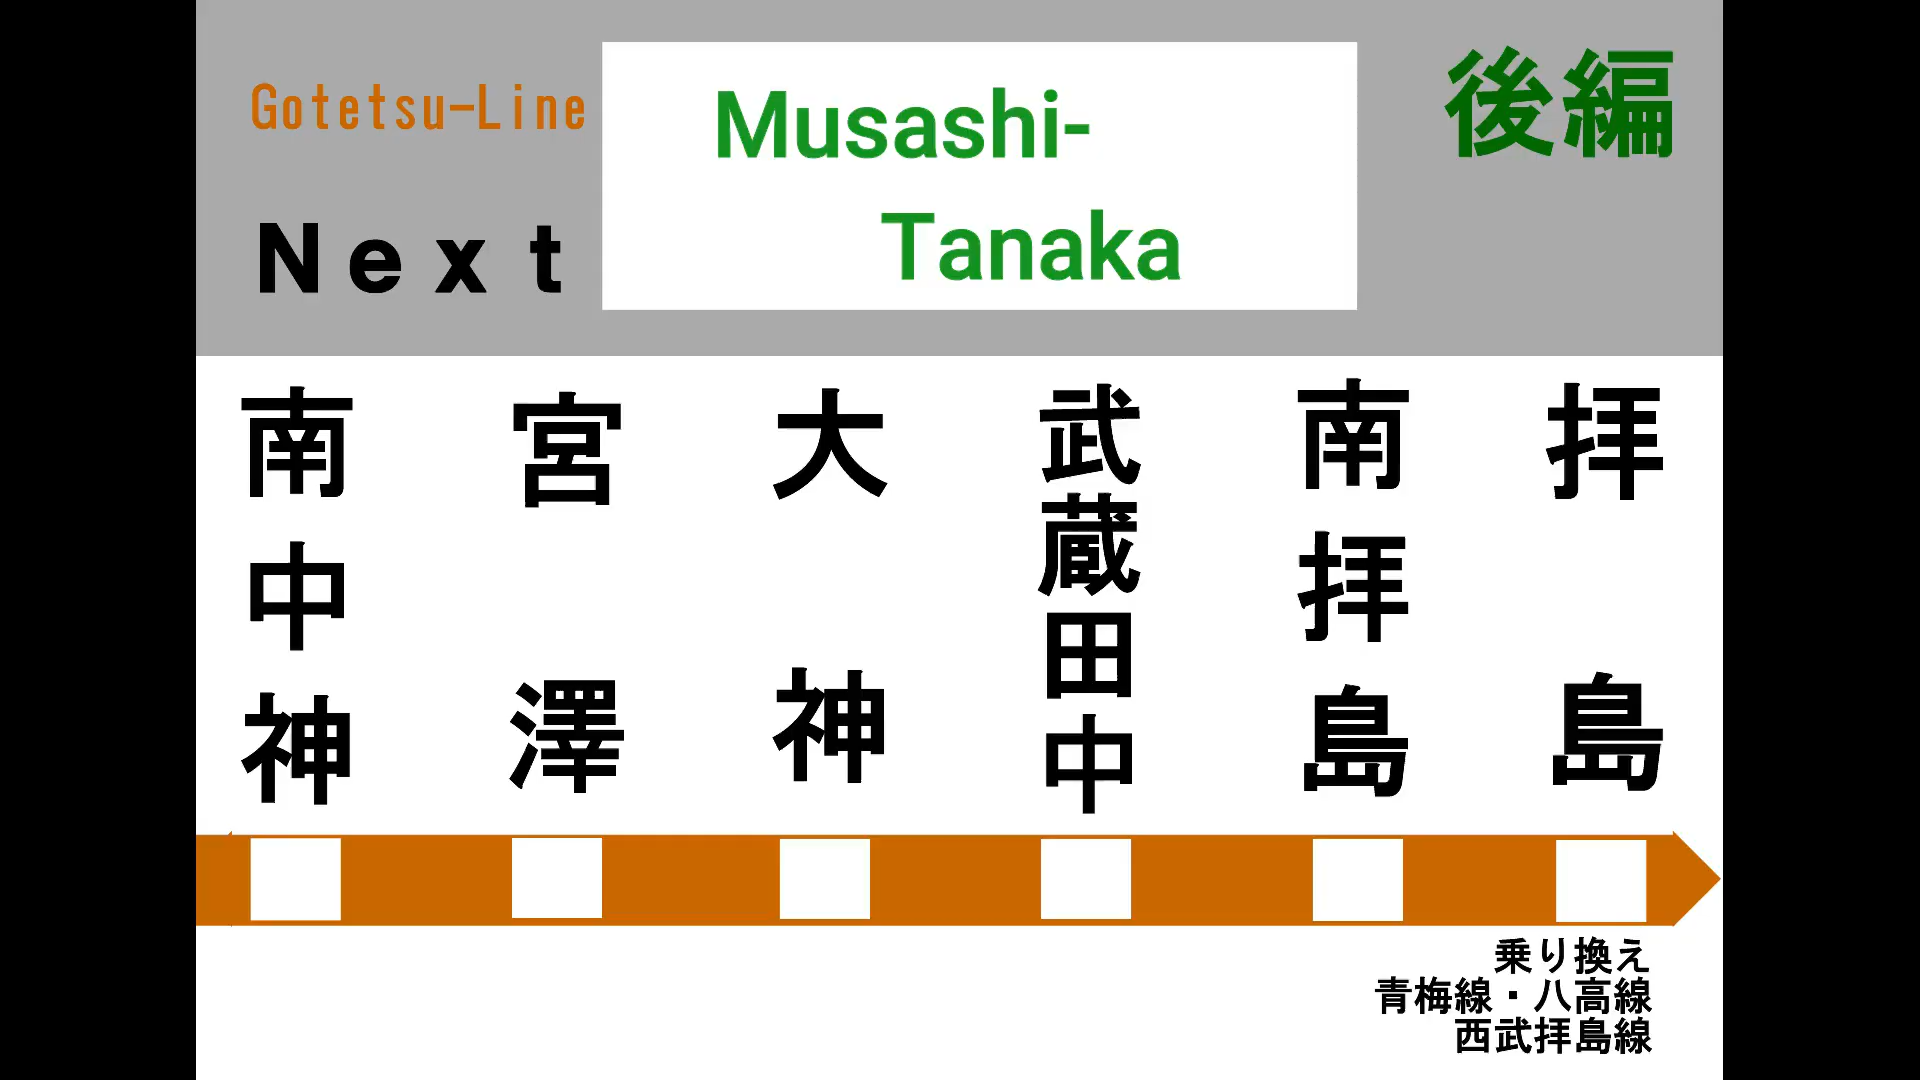 Gotetsu-Line
Next
Musashi-
Tanaka
後編
南中神
宮澤
大神
武蔵田中
南拝島
拝島
乗り換え
青梅線・八高線
西武拝島線